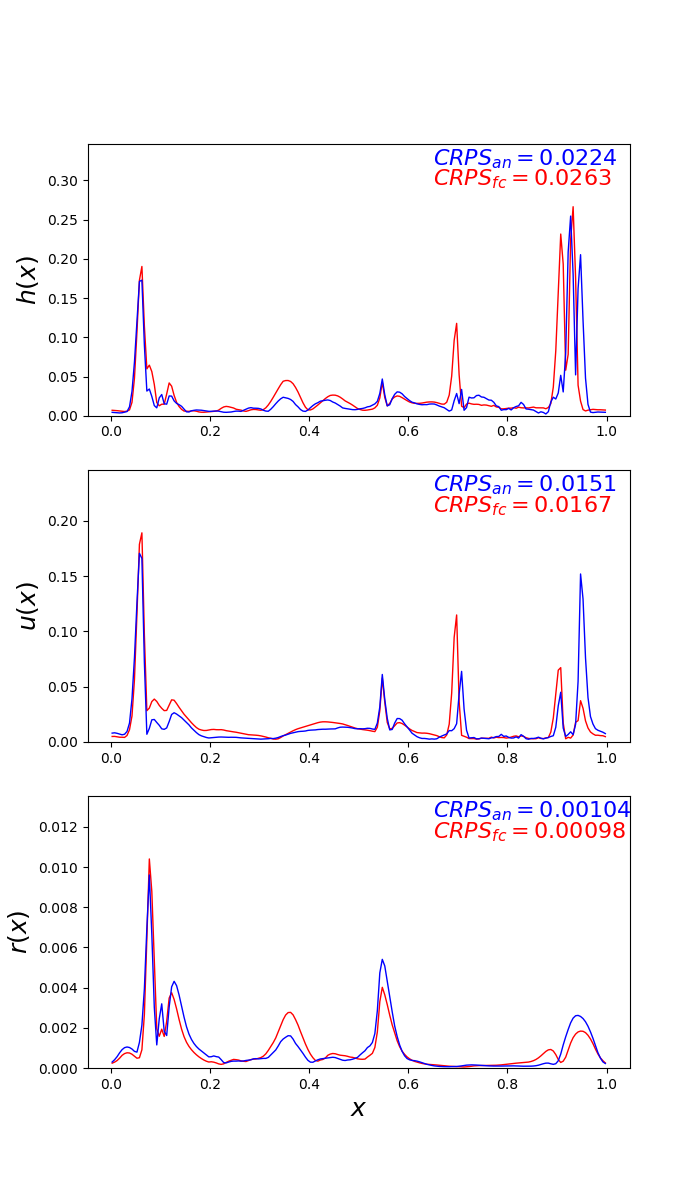 CRPS_an = 0.0224
CRPS_fc = 0.0263
0.30
0.25
0.20
0.15
0.10
0.05
0.00
h(x)
0.0 0.2 0.4 0.6 0.8 1.0
CRPS_an = 0.0151
CRPS_fc = 0.0167
0.20
0.15
0.10
0.05
0.00
u(x)
0.0 0.2 0.4 0.6 0.8 1.0
CRPS_an = 0.00104
CRPS_fc = 0.00098
0.012
0.010
0.008
0.006
0.004
0.002
0.000
r(x)
0.0 0.2 0.4 0.6 0.8 1.0
x